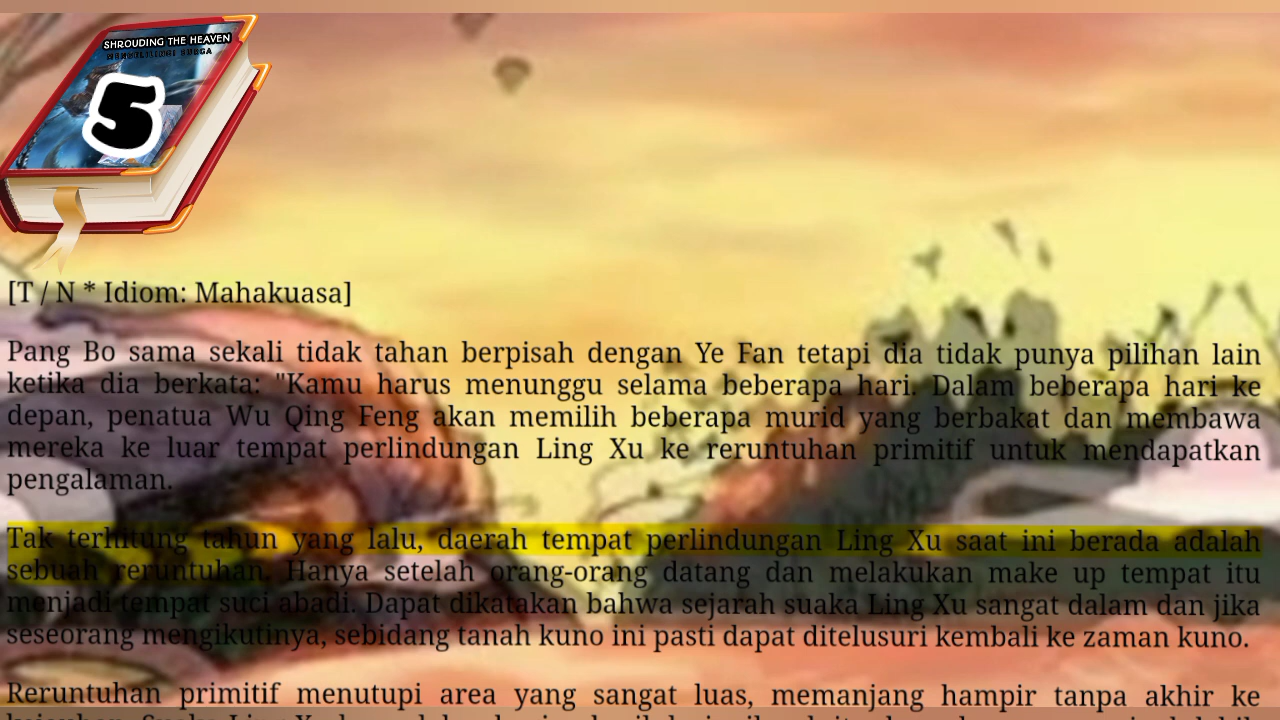 SHROUDING THE HEAVEN
5
[T / N * Idiom: Mahakuasa]
Pang Bo sama sekali tidak tahan berpisah dengan Ye Fan tetapi dia tidak punya pilihan lain
ketika dia berkata: "Kamu harus menunggu selama beberapa hari. Dalam beberapa hari ke
depan, penatua Wu Qing Feng akan memilih beberapa murid yang berbakat dan membawa
mereka ke luar tempat perlindungan Ling Xu ke reruntuhan primitif untuk mendapatkan
pengalaman.
Tak terhitung tahun yang lalu, daerah tempat perlindungan Ling Xu saat ini berada adalah
sebuah reruntuhan. Hanya setelah orang-orang datang dan melakukan make up tempat itu
menjadi tempat suci abadi. Dapat dikatakan bahwa sejarah suaka Ling Xu sangat dalam dan jika
seseorang mengikutinya, sebidang tanah kuno ini pasti dapat ditelusuri kembali ke zaman kuno.
Reruntuhan primitif menutupi area yang sangat luas, memanjang hampir tanpa akhir ke